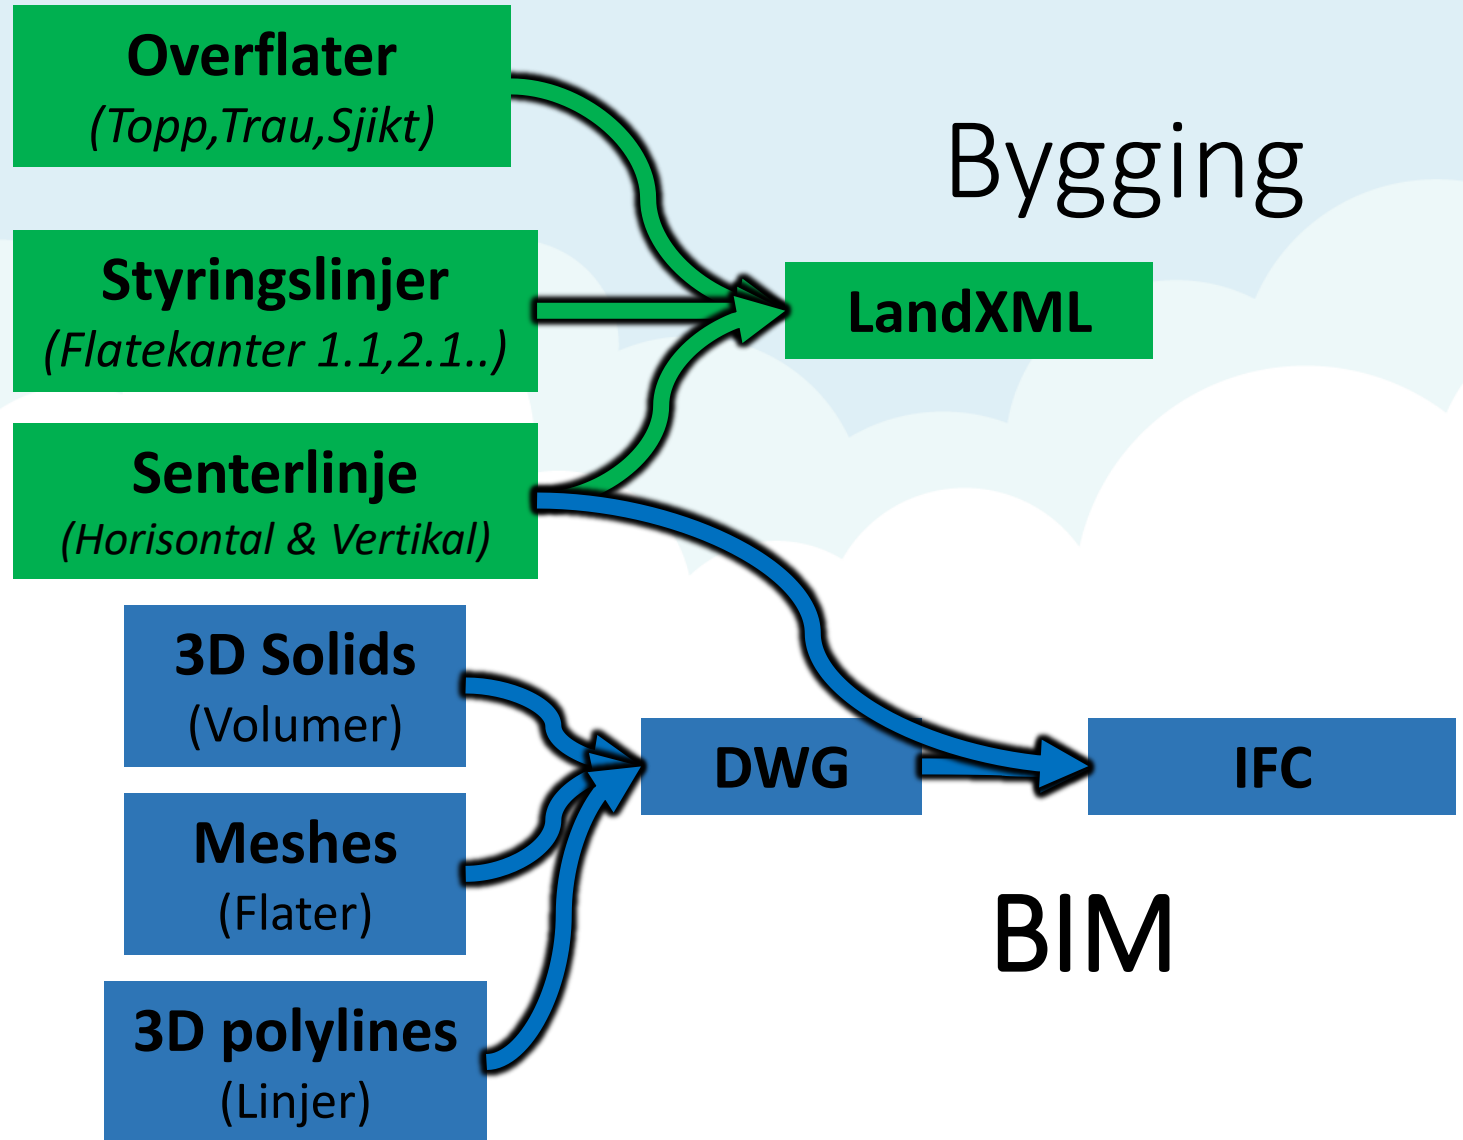 Overflater
(Topp,Trau,Sjikt)
Bygging
Styringslinjer
(Flatekanter 1.1,2.1..)
LandXML
Senterlinje
(Horisontal & Vertikal)
3D Solids
(Volumer)
DWG
IFC
Meshes
(Flater)
BIM
3D polylines
(Linjer)